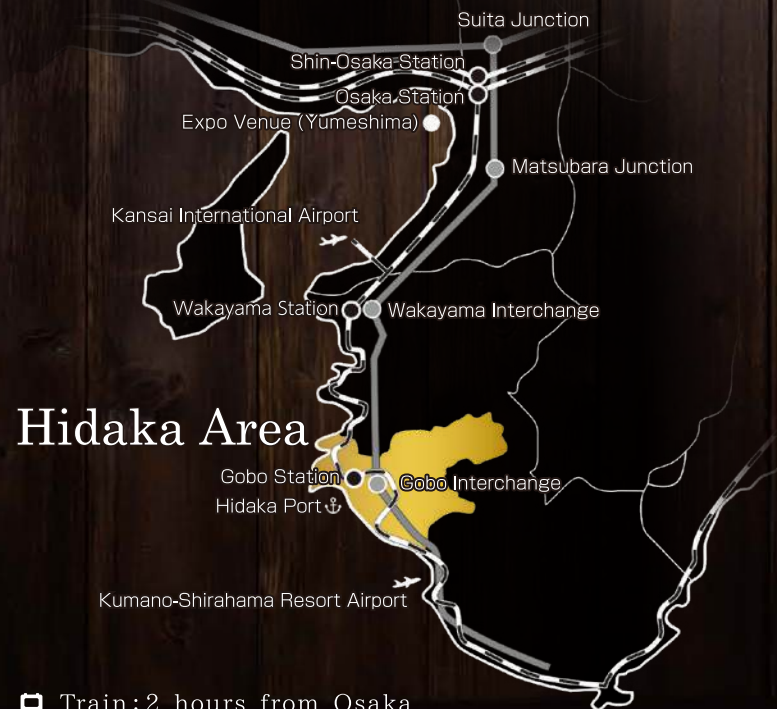 Suita Junction
Shin-Osaka Station
Osaka Station
Expo Venue (Yumeshima)
Matsubara Junction
Kansai International Airport
Wakayama Station
Wakayama Interchange
Hidaka Area
Gobo Station
Gobo Interchange
Hidaka Port
Kumano-Shirahama Resort Airport
Train:2 hours from Osaka